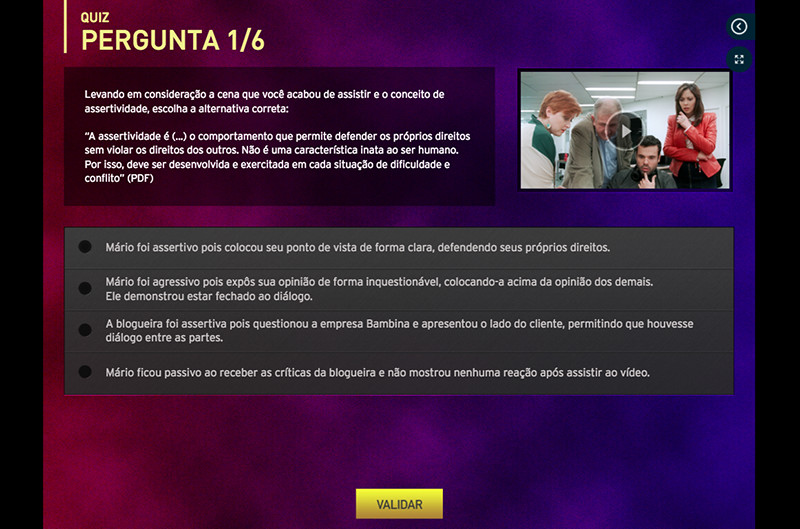 QUIZ
PERGUNTA 1/6
Levando em consideração a cena que você acabou de assistir e o conceito de
assertividade, escolha a alternativa correta:
“A assertividade é (...) o comportamento que permite defender os próprios direitos
sem violar os direitos dos outros. Não é uma característica inata ao ser humano.
Por isso, deve ser desenvolvida e exercitada em cada situação de dificuldade e
conflito” (PDF)
Mário foi assertivo pois colocou seu ponto de vista de forma clara, defendendo seus próprios direitos.
Mário foi agressivo pois expôs sua opinião de forma inquestionável, colocando-a acima da opinião dos demais.
Ele demonstrou estar fechado ao diálogo.
A blogueira foi assertiva pois questionou a empresa Bambina e apresentou o lado do cliente, permitindo que houvesse
diálogo entre as partes.
Mário ficou passivo ao receber as críticas da blogueira e não mostrou nenhuma reação após assistir ao vídeo.
VALIDAR